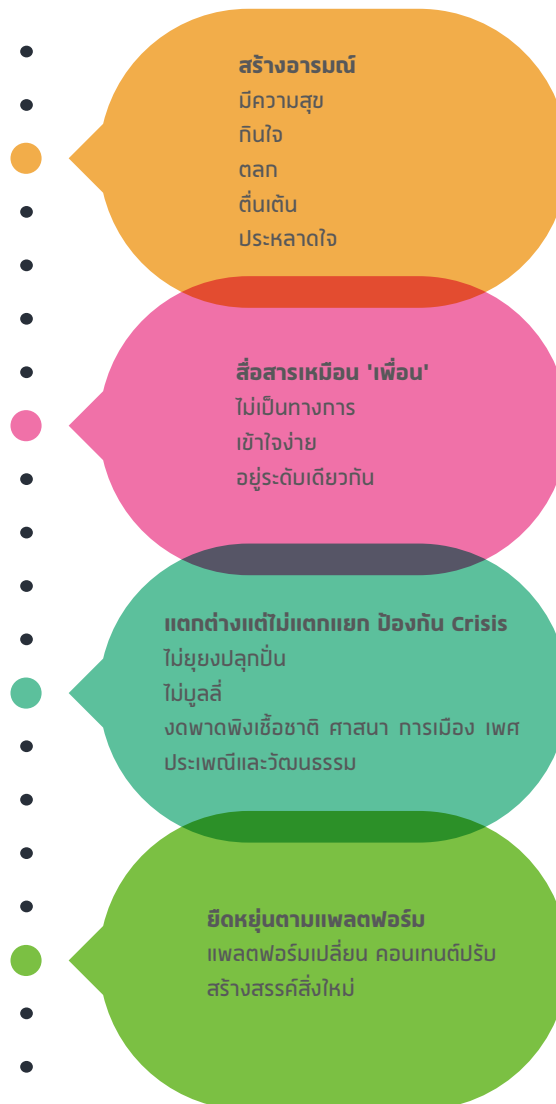 สร้างอารมณ์
มีความสุข
กินใจ
ตลก
ตื่นเต้น
ประหลาดใจ
สื่อสารเหมือน 'เพื่อน'
ไม่เป็นทางการ
เข้าใจง่าย
อยู่ระดับเดียวกัน
แตกต่างแต่ไม่แตกแยก ป้องกัน Crisis
ไม่ยุยงปลุกปั่น
ไม่บูลลี่
งดพาดพิงเชื้อชาติ ศาสนา การเมือง เพศ
ประเพณีและวัฒนธรรม
ยืดหยุ่นตามแพลตฟอร์ม
แพลตฟอร์มเปลี่ยน คอนเทนต์ปรับ
สร้างสรรค์สิ่งใหม่